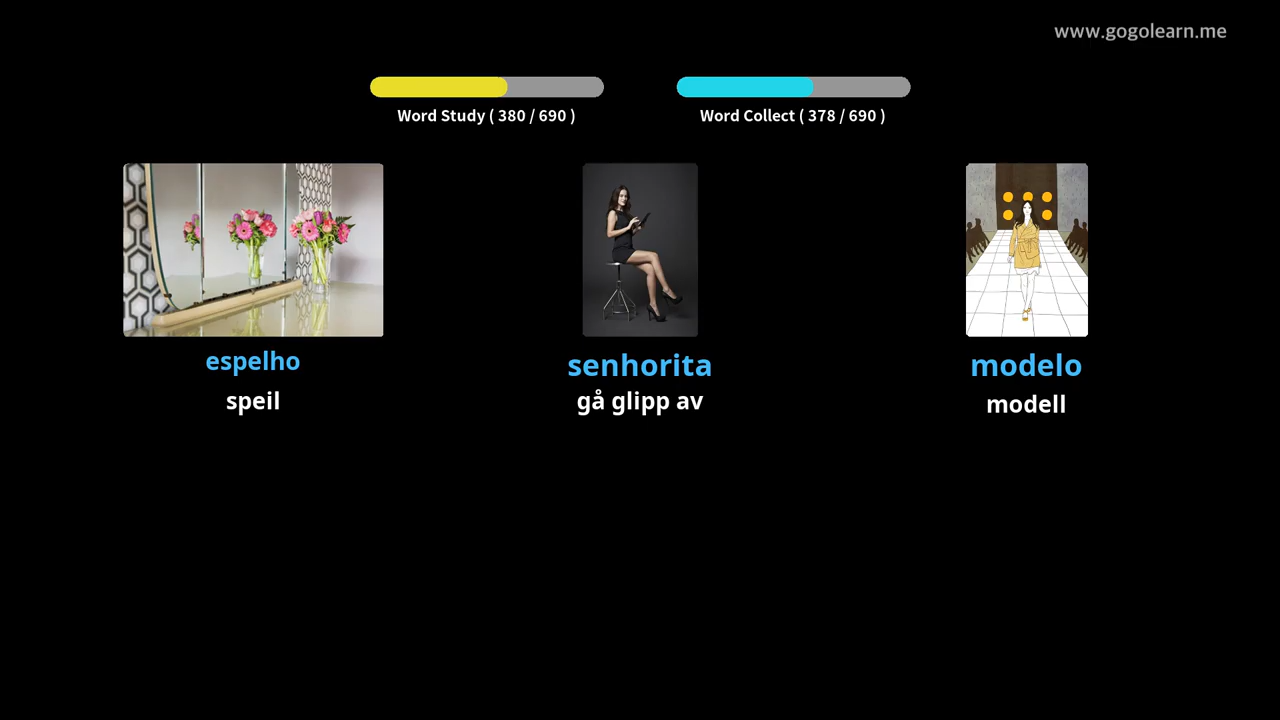 www.gogolearn.me
Word Study ( 380 / 690 )
Word Collect ( 378 / 690 )
espelho
speil
senhorita
gå glipp av
modelo
modell